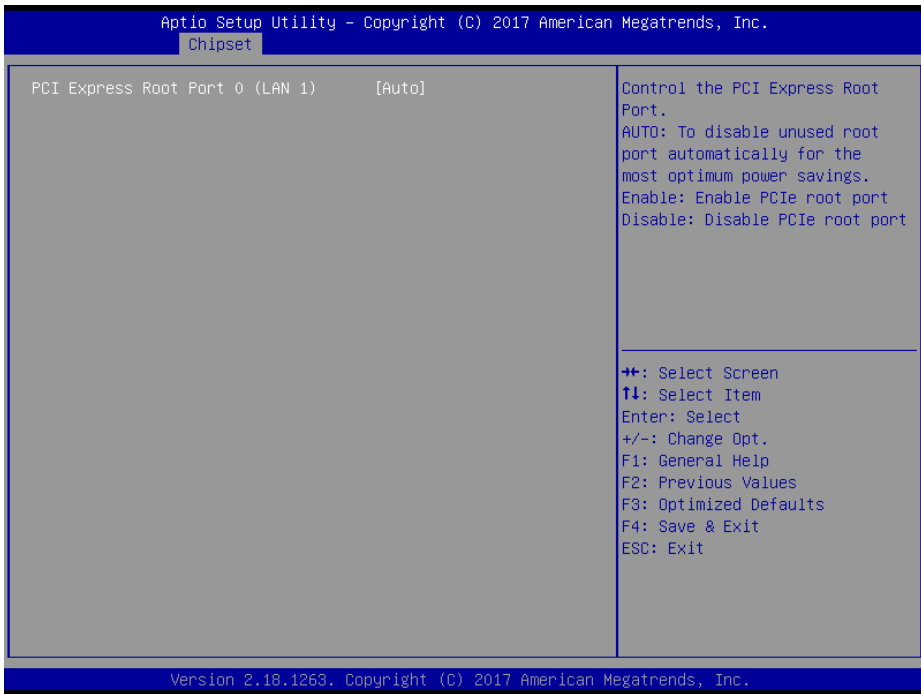 Aptio Setup Utility – Copyright (C) 2017 American Megatrends, Inc.
Chipset
PCI Express Root Port 0 (LAN 1) [Auto]
Control the PCI Express Root
Port.
AUTO: To disable unused root
port automatically for the
most optimum power savings.
Enable: Enable PCIe root port
Disable: Disable PCIe root port
→←: Select Screen
↑↓: Select Item
Enter: Select
+/-: Change Opt.
F1: General Help
F2: Previous Values
F3: Optimized Defaults
F4: Save & Exit
ESC: Exit
Version 2.18.1263. Copyright (C) 2017 American Megatrends, Inc.